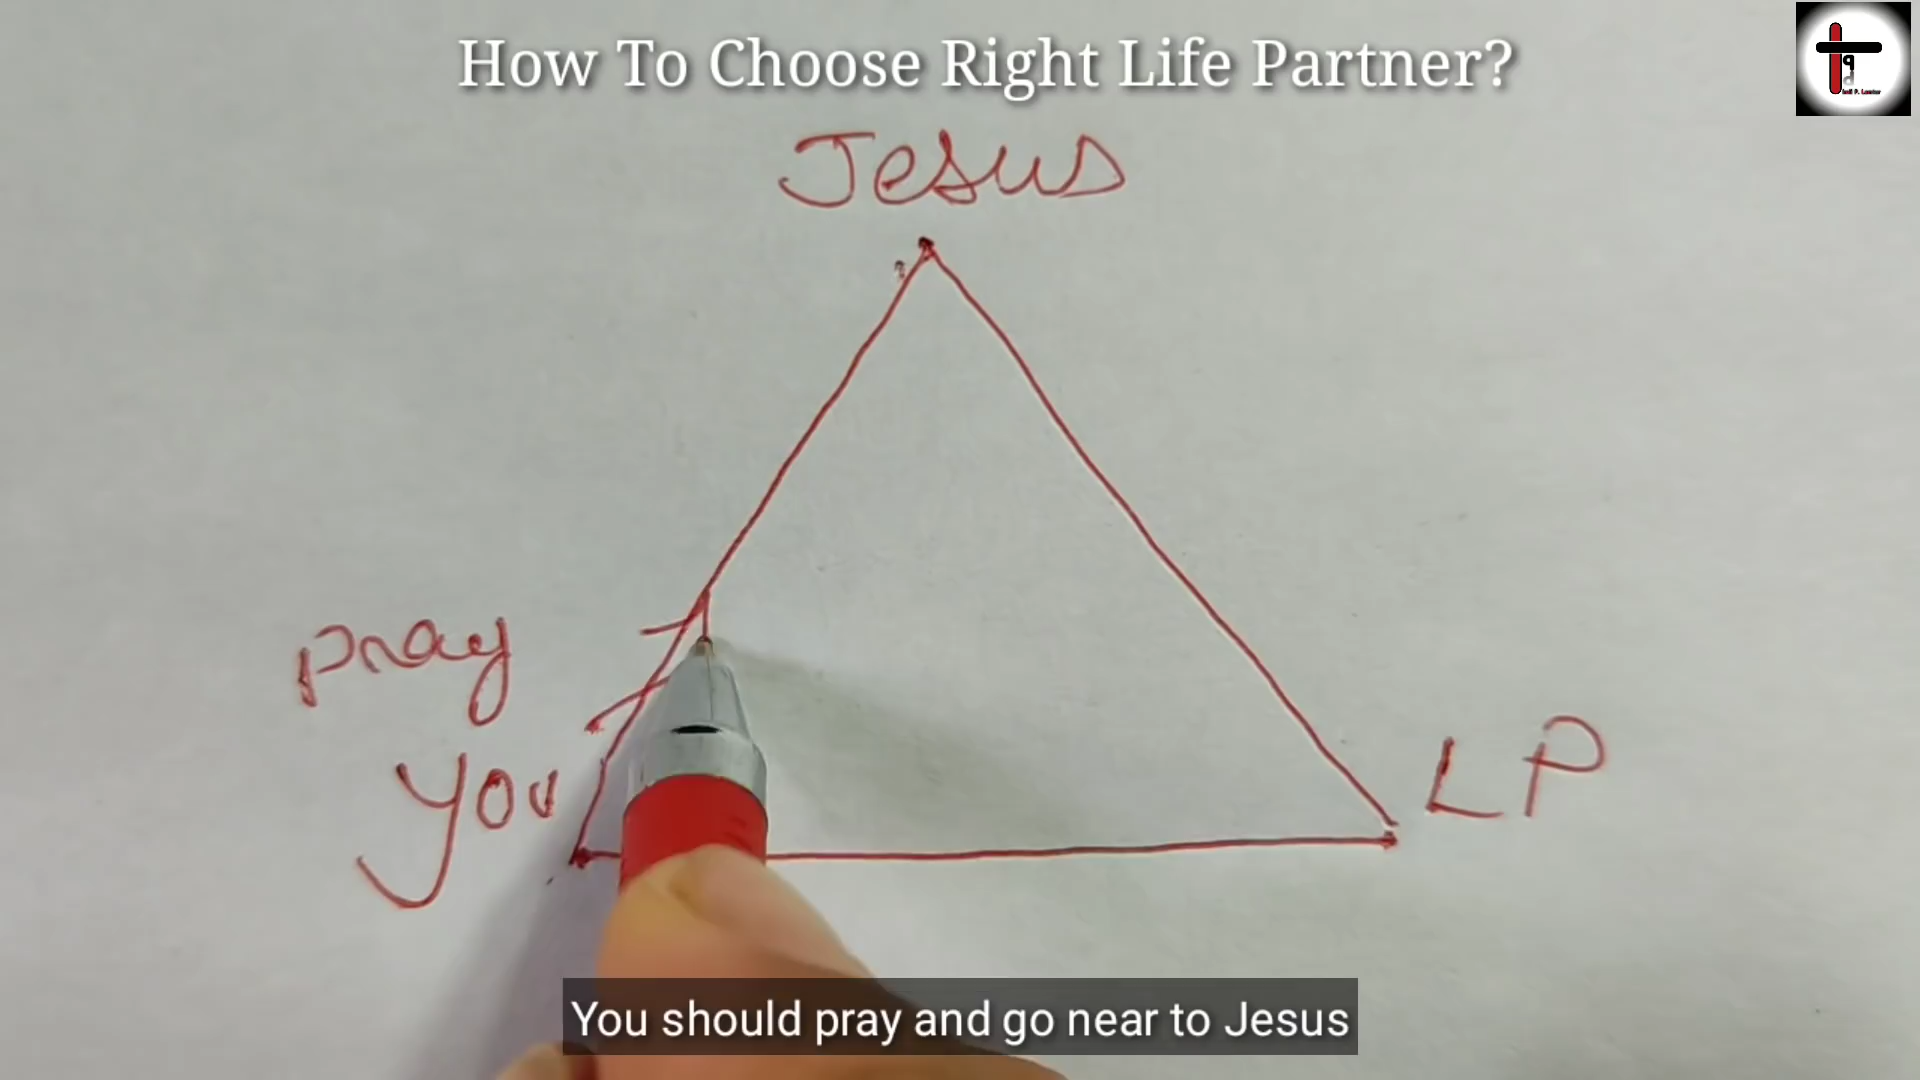 How To Choose Right Life Partner?
Jesus
pray
you
LP
You should pray and go near to Jesus